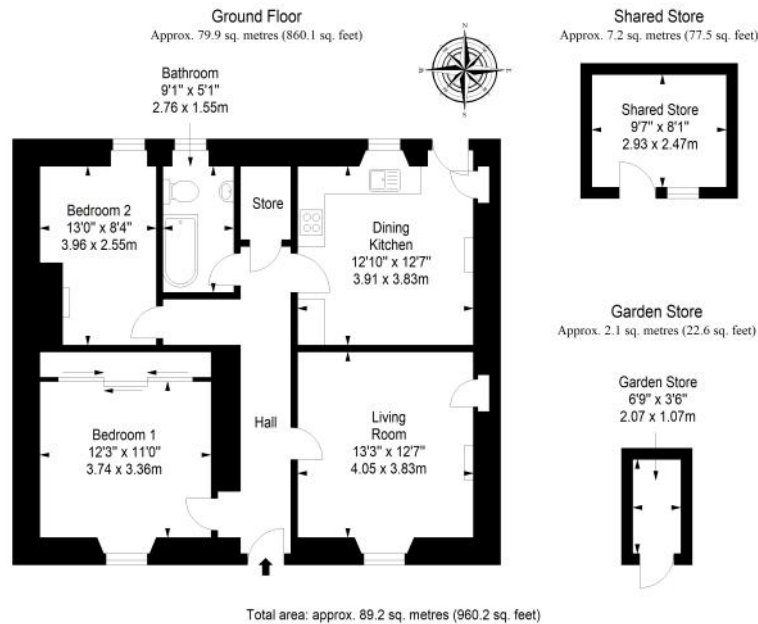 Ground Floor
Approx. 79.9 sq. metres (860.1 sq. feet)
Bathroom
9'1" x 5'1"
2.76 x 1.55m
N
S
Bedroom 2
13'0" x 8'4"
3.96 x 2.55m
Store
Dining
Kitchen
12'10" x 12'7"
3.91 x 3.83m
Bedroom 1
12'3" x 11'0"
3.74 x 3.36m
Hall
Living
Room
13'3" x 12'7"
4.05 x 3.83m
Shared Store
Approx. 7.2 sq. metres (77.5 sq. feet)
Shared Store
9'7" x 8'1"
2.93 x 2.47m
Garden Store
Approx. 2.1 sq. metres (22.6 sq. feet)
Garden Store
6'9" x 3'6"
2.07 x 1.07m
Total area: approx. 89.2 sq. metres (960.2 sq. feet)